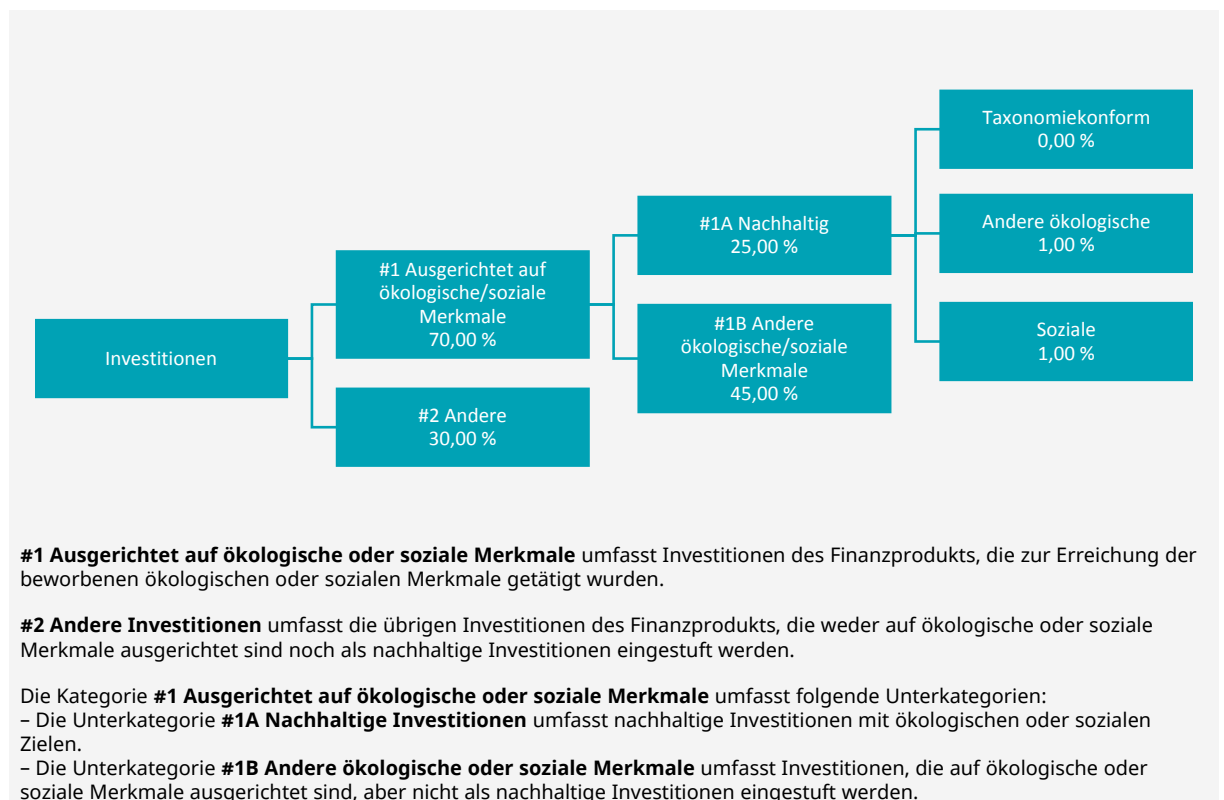 Investitionen
#1 Ausgerichtet auf
ökologische/soziale
Merkmale
70,00 %
#2 Andere
30,00 %
#1A Nachhaltig
25,00 %
#1B Andere
ökologische/soziale
Merkmale
45,00 %
Taxonomiekonform
0,00 %
Andere ökologische
1,00 %
Soziale
1,00 %
#1 Ausgerichtet auf ökologische oder soziale Merkmale umfasst Investitionen des Finanzprodukts, die zur Erreichung der
beworbenen ökologischen oder sozialen Merkmale getätigt wurden.
#2 Andere Investitionen umfasst die übrigen Investitionen des Finanzprodukts, die weder auf ökologische oder soziale
Merkmale ausgerichtet sind noch als nachhaltige Investitionen eingestuft werden.
Die Kategorie #1 Ausgerichtet auf ökologische oder soziale Merkmale umfasst folgende Unterkategorien:
– Die Unterkategorie #1A Nachhaltige Investitionen umfasst nachhaltige Investitionen mit ökologischen oder sozialen
Zielen.
– Die Unterkategorie #1B Andere ökologische oder soziale Merkmale umfasst Investitionen, die auf ökologische oder
soziale Merkmale ausgerichtet sind, aber nicht als nachhaltige Investitionen eingestuft werden.